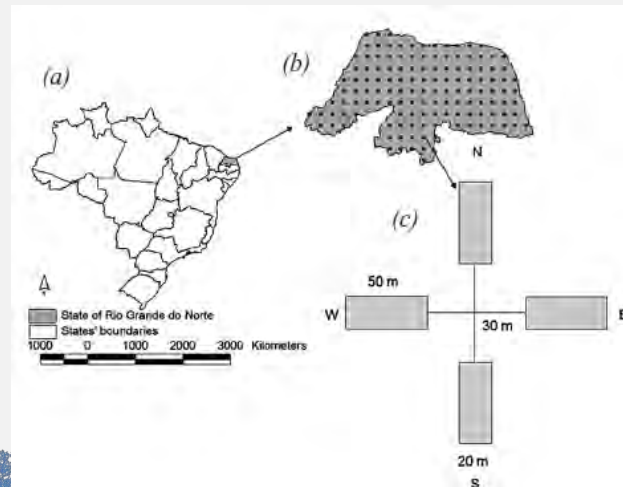 (a)
(b)
N
(c)
50 m
W
30 m
E
20 m
S
State of Rio Grande do Norte
States' boundaries
1000 0 1000 2000 3000 Kilometers